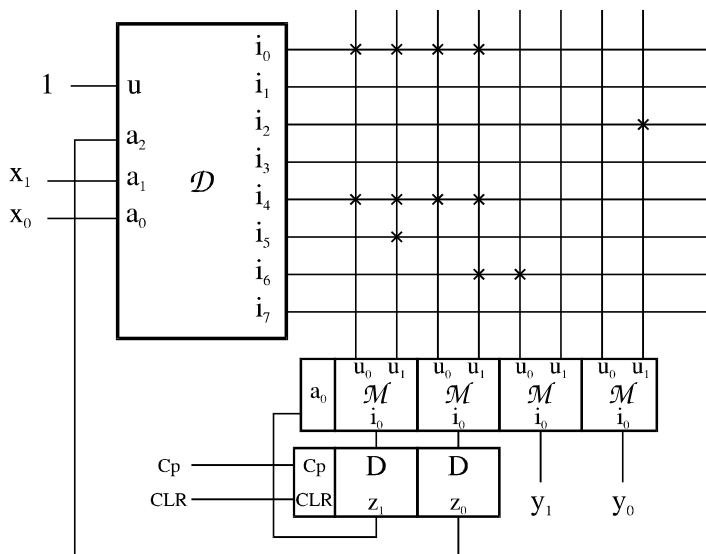 i₀
1 u i₁
a₂ i₂
x₁ a₁ 𝒟 i₃
x₀ a₀ i₄
i₅
i₆
i₇
u₀ u₁ u₀ u₁ u₀ u₁ u₀ u₁
a₀ ℳ ℳ ℳ ℳ
i₀ i₀ i₀ i₀
Cp Cp D D
CLR CLR z₁ z₀ y₁ y₀